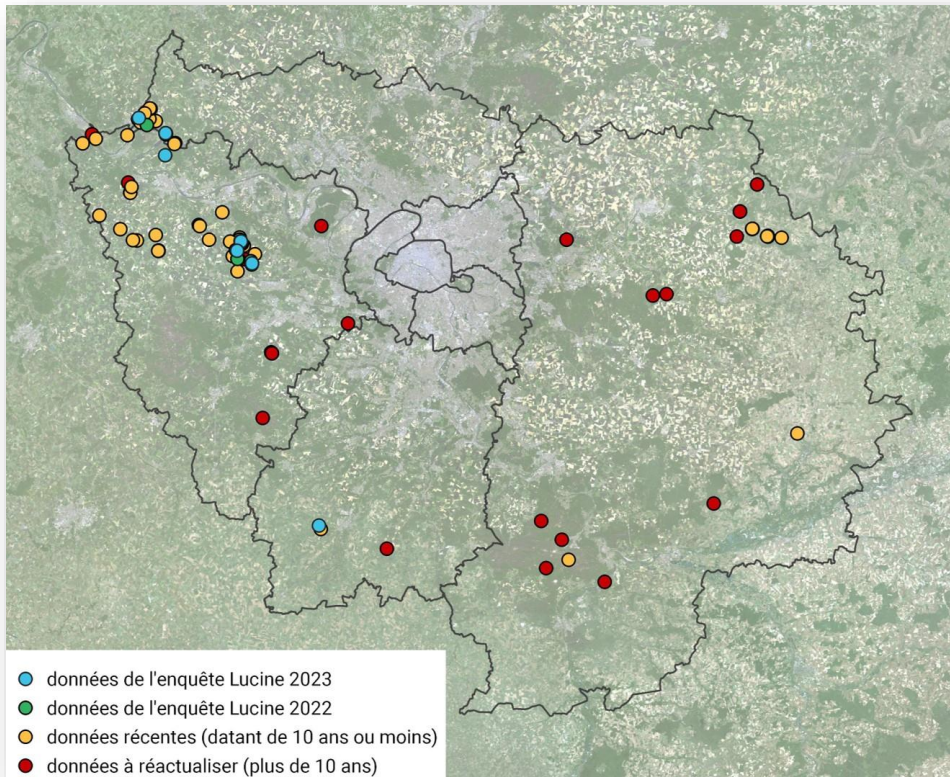 données de l'enquête Lucine 2023
données de l'enquête Lucine 2022
données récentes (datant de 10 ans ou moins)
données à réactualiser (plus de 10 ans)